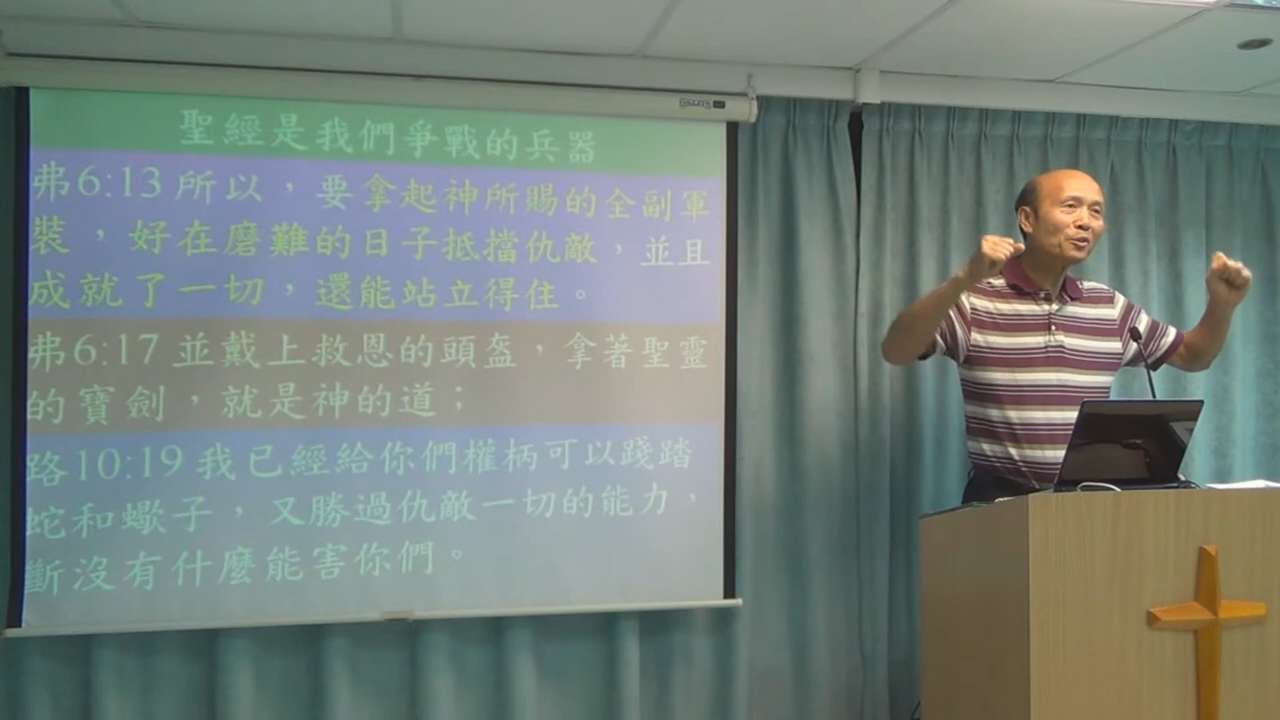 聖經是我們爭戰的兵器
弗6:13 所以，要拿起神所賜的全副軍
裝，好在磨難的日子抵擋仇敵，並且
成就了一切，還能站立得住。
弗6:17 並戴上救恩的頭盔，拿著聖靈
的寶劍，就是神的道；
路10:19 我已經給你們權柄可以踐踏
蛇和蠍子，又勝過仇敵一切的能力，
斷沒有什麼能害你們。